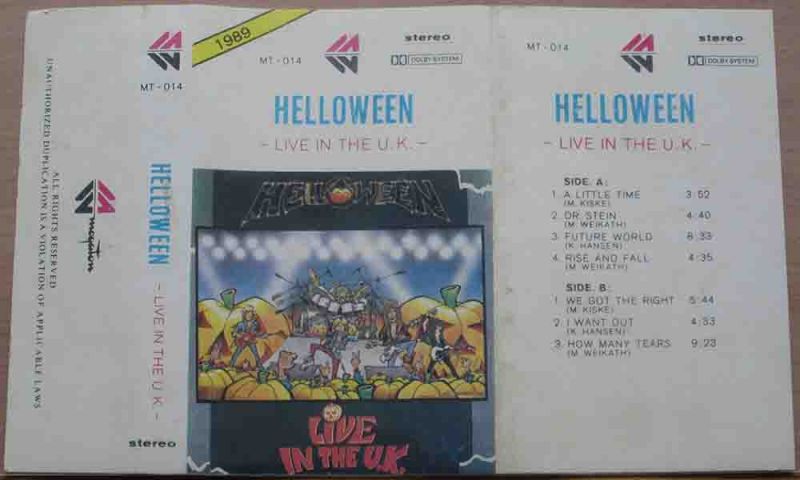 UNAUTHORIZED DUPLICATION IS A VIOLATION OF APPLICABLE LAWS
ALL RIGHTS RESERVED
megaton
MT-014
HELLOWEEN
- LIVE IN THE U.K. -
stereo
1989
MT-014
stereo
DOLBY SYSTEM
HELLOWEEN
- LIVE IN THE U.K. -
HELLOWEEN
LIVE
IN THE U.K.
MT-014
stereo
DOLBY SYSTEM
HELLOWEEN
- LIVE IN THE U.K. -
SIDE. A:
1. A LITTLE TIME 3:52
(M. KISKE)
2. DR STEIN 4:40
(M. WEIKATH)
3. FUTURE WORLD 8:33
(K. HANSEN)
4. RISE AND FALL 4:35
(M. WEIKATH)
SIDE. B:
1. WE GOT THE RIGHT 5:44
(M. KISKE)
2. I WANT OUT 4:33
(K. HANSEN)
3. HOW MANY TEARS 9:23
(M. WEIKATH)